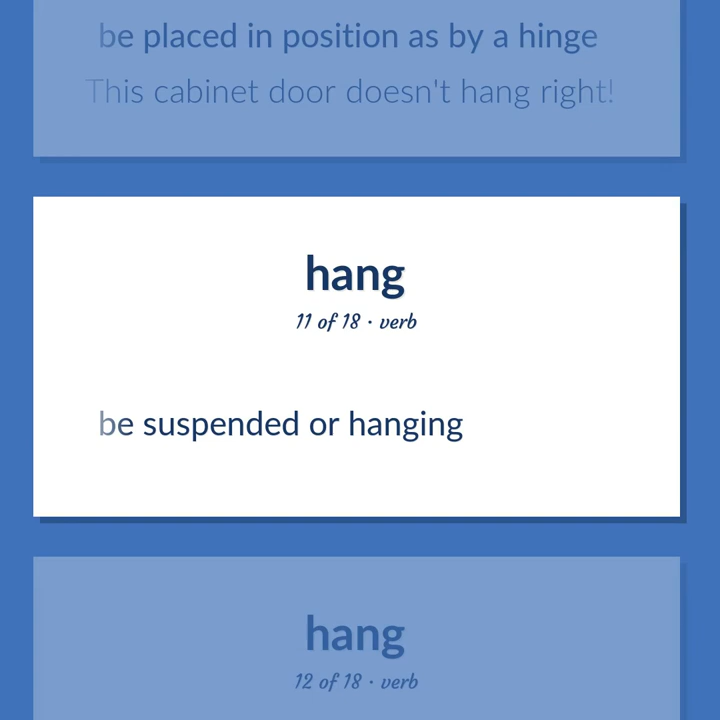 be placed in position as by a hinge
This cabinet door doesn't hang right!
hang
11 of 18 · verb
be suspended or hanging
hang
12 of 18 · verb